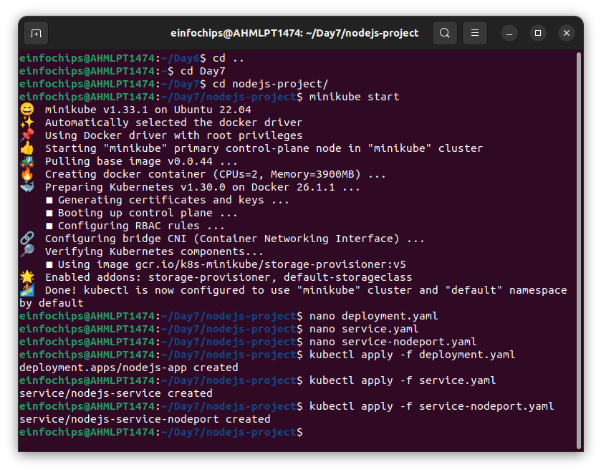 einfochips@AHMLPT1474: ~/Day7/nodejs-project
einfochips@AHMLPT1474:~/Day6$ cd ..
einfochips@AHMLPT1474:~$ cd Day7
einfochips@AHMLPT1474:~/Day7$ cd nodejs-project/
einfochips@AHMLPT1474:~/Day7/nodejs-project$ minikube start
😄 minikube v1.33.1 on Ubuntu 22.04
✨ Automatically selected the docker driver
📌 Using Docker driver with root privileges
👍 Starting "minikube" primary control-plane node in "minikube" cluster
🚜 Pulling base image v0.0.44 ...
🔥 Creating docker container (CPUs=2, Memory=3900MB) ...
🐳 Preparing Kubernetes v1.30.0 on Docker 26.1.1 ...
▪ Generating certificates and keys ...
▪ Booting up control plane ...
▪ Configuring RBAC rules ...
🔗 Configuring bridge CNI (Container Networking Interface) ...
🔎 Verifying Kubernetes components...
▪ Using image gcr.io/k8s-minikube/storage-provisioner:v5
🌟 Enabled addons: storage-provisioner, default-storageclass
🏄 Done! kubectl is now configured to use "minikube" cluster and "default" namespace
by default
einfochips@AHMLPT1474:~/Day7/nodejs-project$ nano deployment.yaml
einfochips@AHMLPT1474:~/Day7/nodejs-project$ nano service.yaml
einfochips@AHMLPT1474:~/Day7/nodejs-project$ nano service-nodeport.yaml
einfochips@AHMLPT1474:~/Day7/nodejs-project$ kubectl apply -f deployment.yaml
deployment.apps/nodejs-app created
einfochips@AHMLPT1474:~/Day7/nodejs-project$ kubectl apply -f service.yaml
service/nodejs-service created
einfochips@AHMLPT1474:~/Day7/nodejs-project$ kubectl apply -f service-nodeport.yaml
service/nodejs-service-nodeport created
einfochips@AHMLPT1474:~/Day7/nodejs-project$